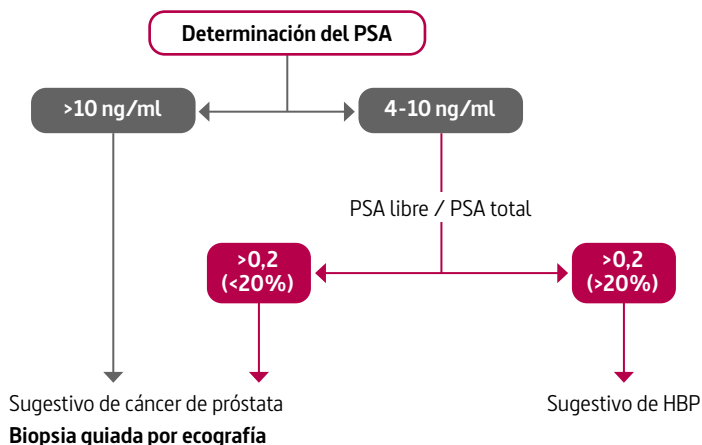 Determinación del PSA
>10 ng/ml
4-10 ng/ml
PSA libre / PSA total
>0,2
(<20%)
>0,2
(>20%)
Sugestivo de cáncer de próstata
Sugestivo de HBP
Biopsia guiada por ecografía